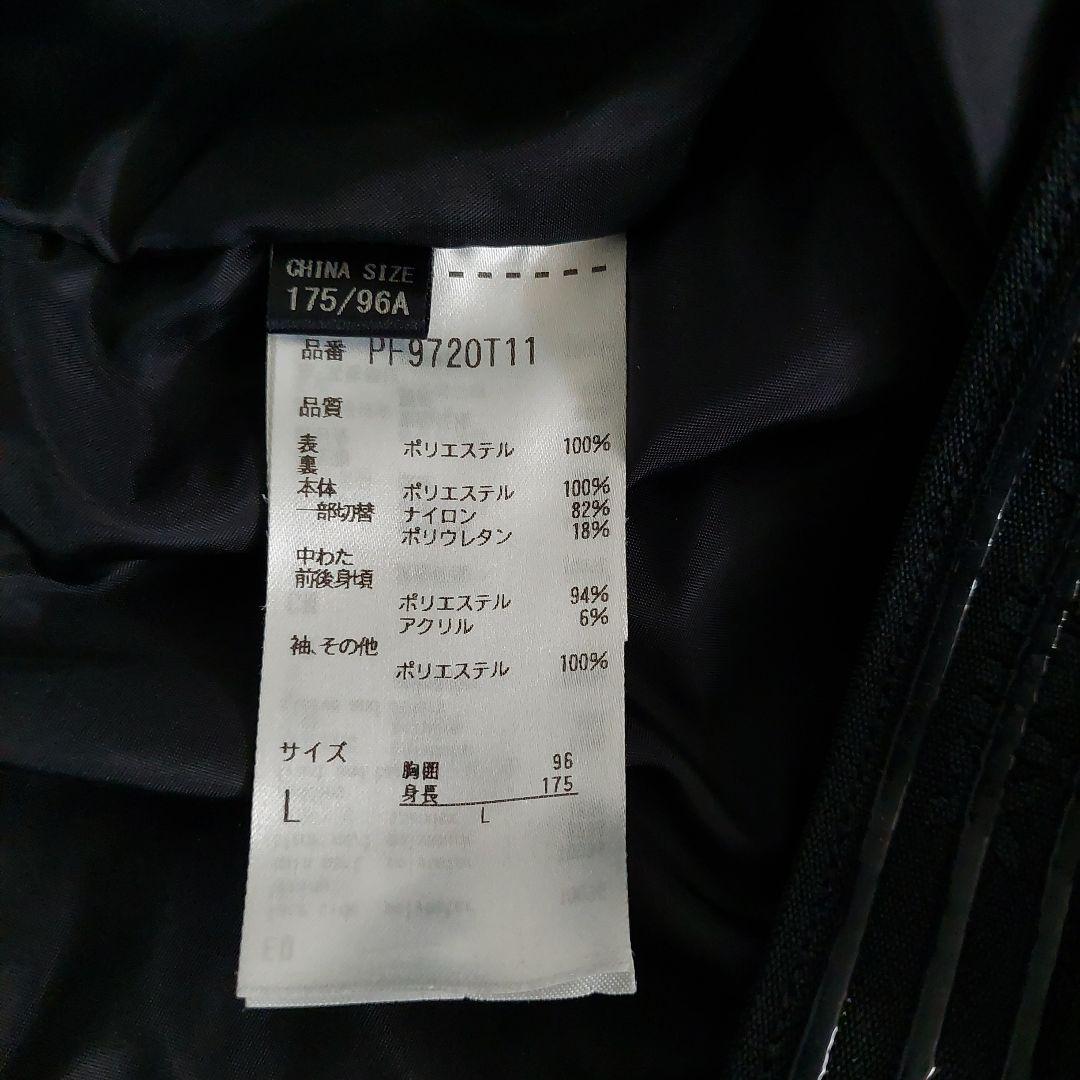 CHINA SIZE
175/96A
------
品番 PF9720T11
品質
表 ポリエステル 100%
裏
本体 ポリエステル 100%
一部切替 ナイロン 82%
ポリウレタン 18%
中わた
前後身頃
ポリエステル 94%
アクリル 6%
袖、その他
ポリエステル 100%
サイズ
胸囲 96
身長 175
L
L